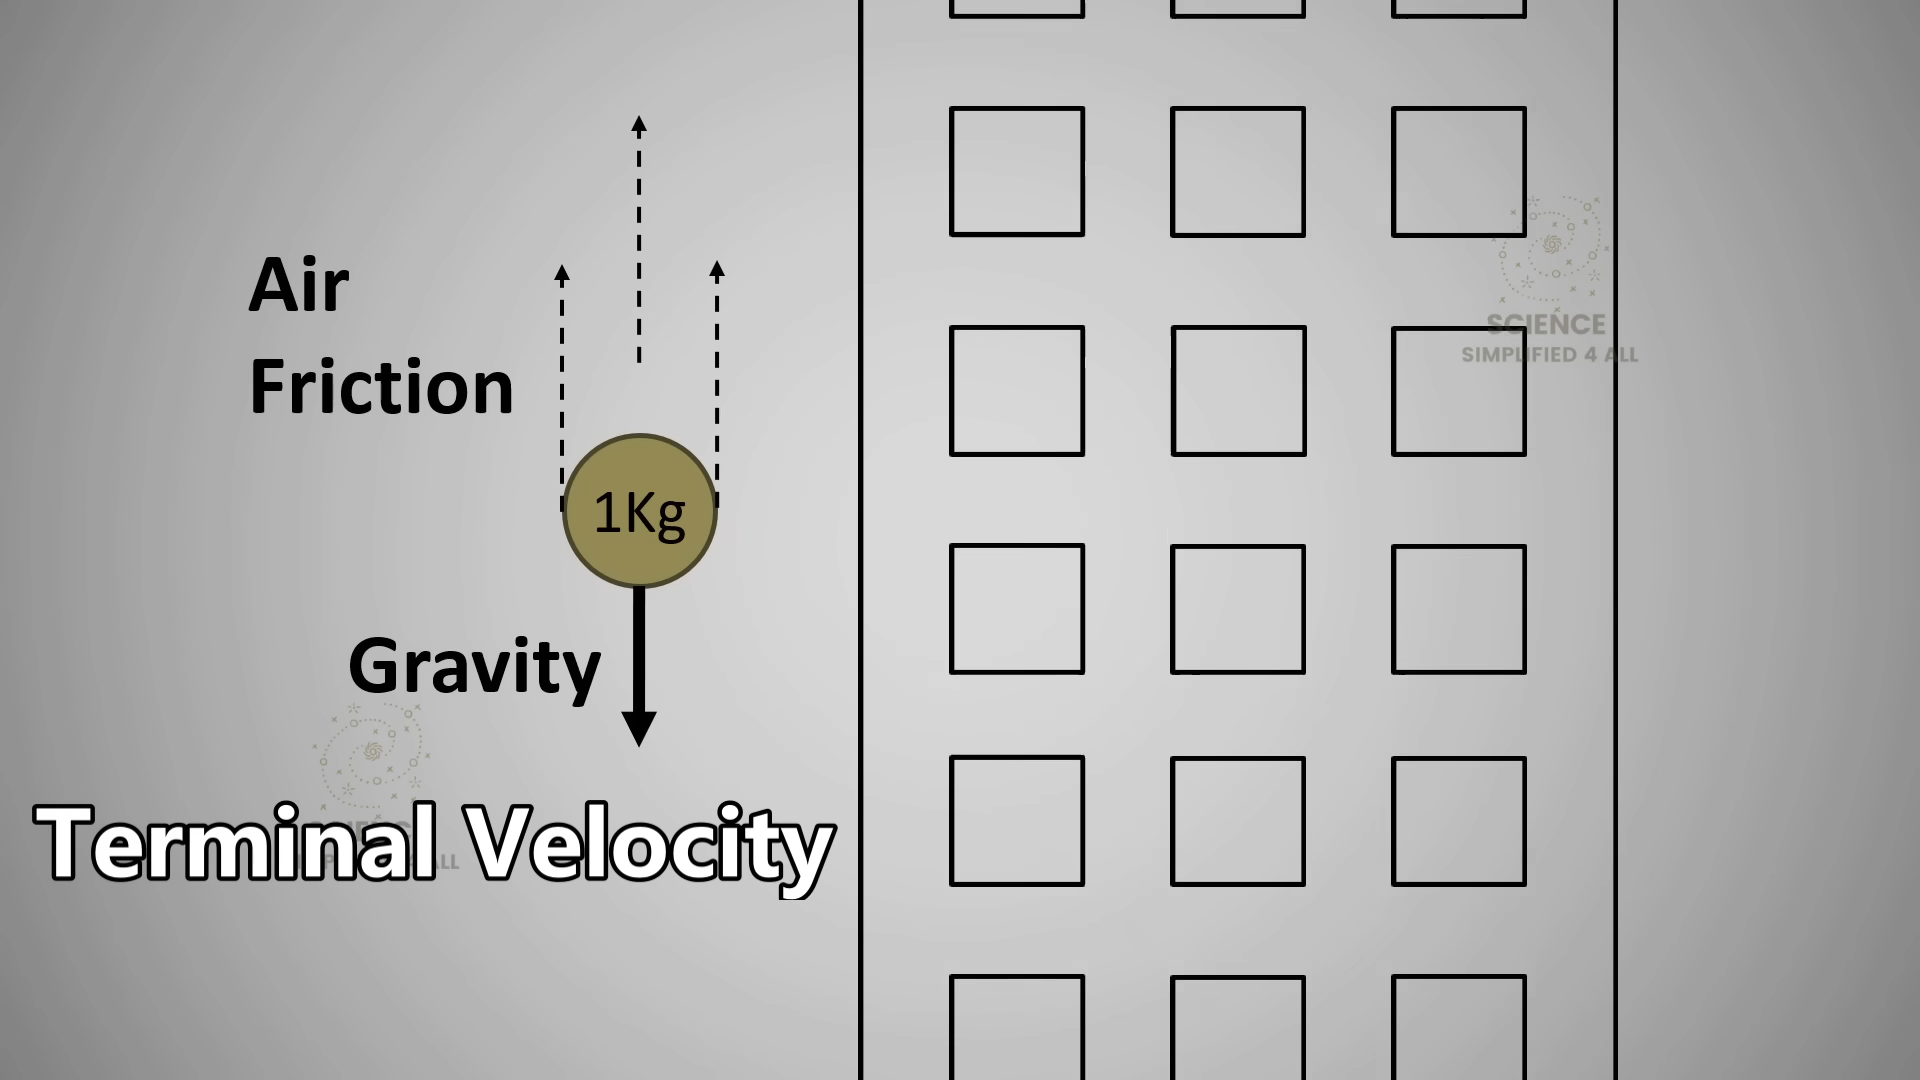 Air
Friction
1Kg
Gravity
Terminal Velocity
SCIENCE
SIMPLIFIED 4 ALL